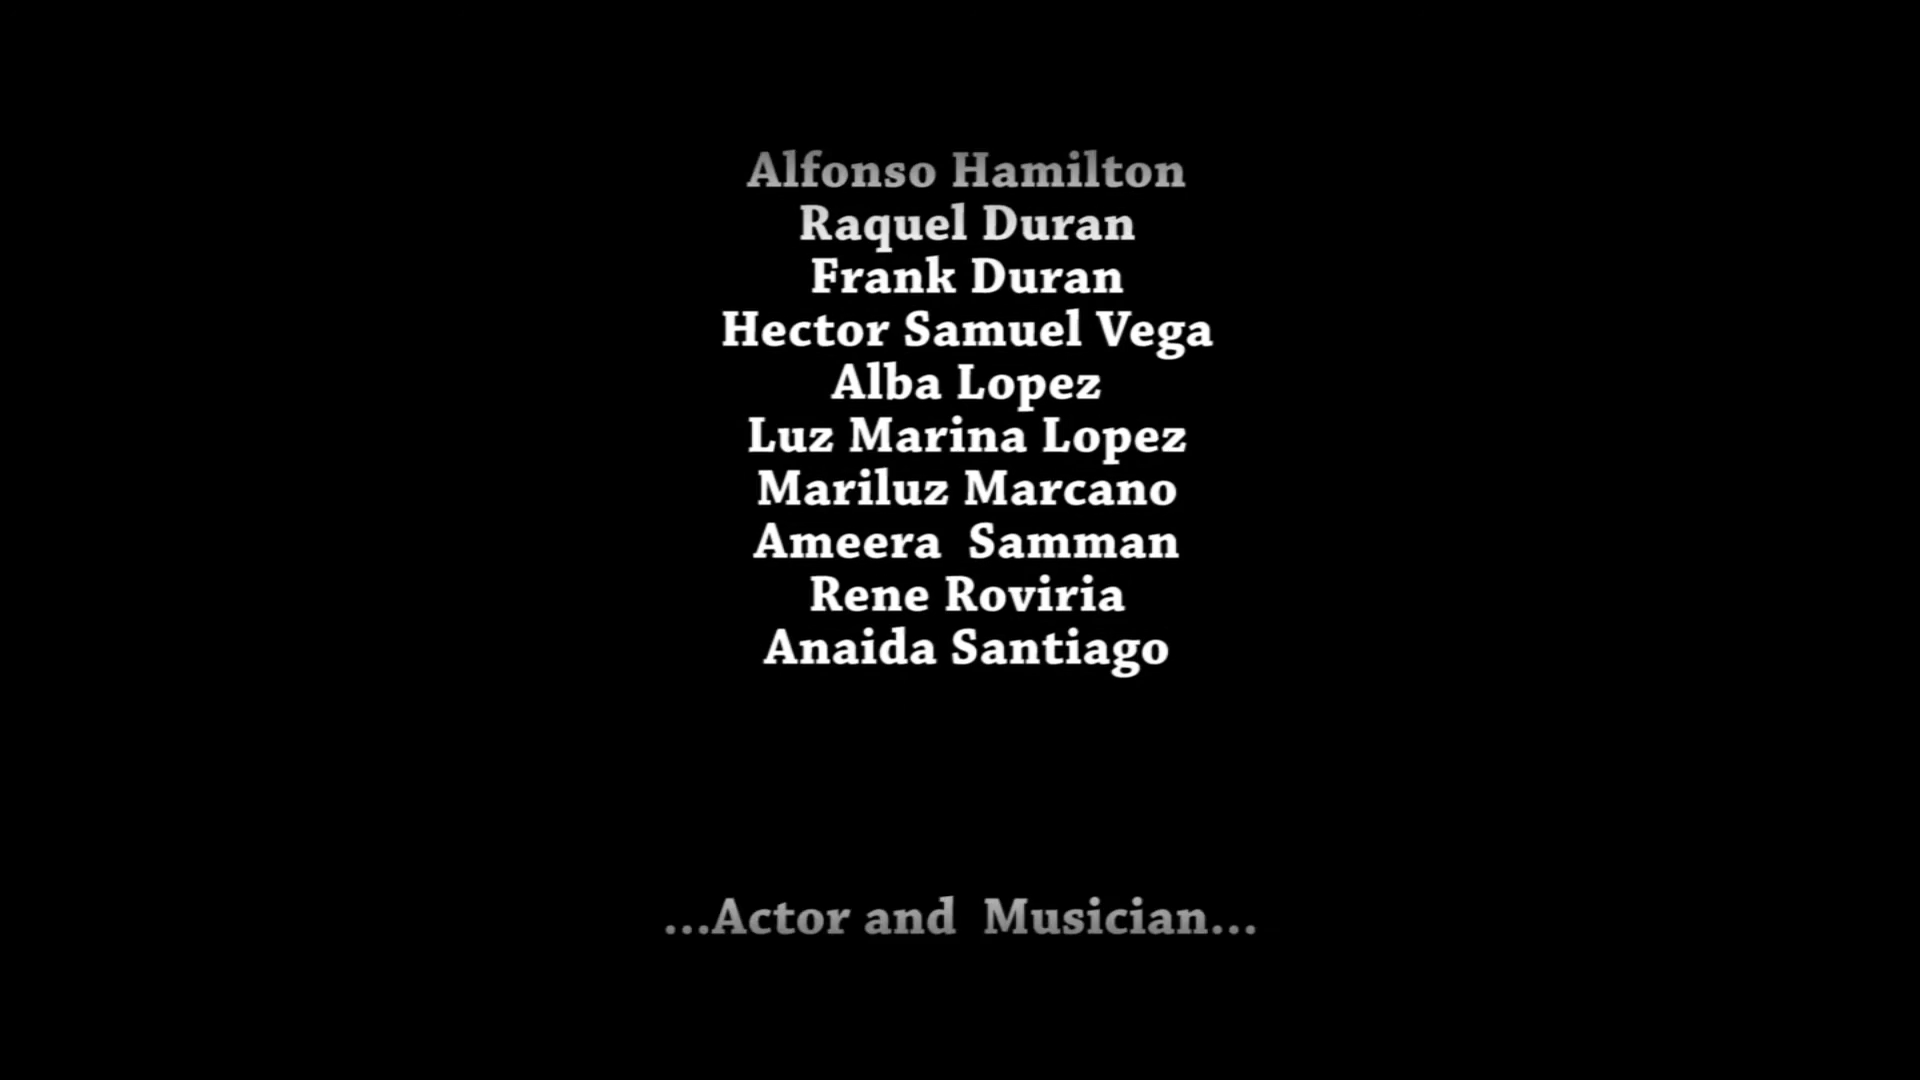 Alfonso Hamilton
Raquel Duran
Frank Duran
Hector Samuel Vega
Alba Lopez
Luz Marina Lopez
Mariluz Marcano
Ameera  Samman
Rene Roviria
Anaida Santiago
...Actor and  Musician...